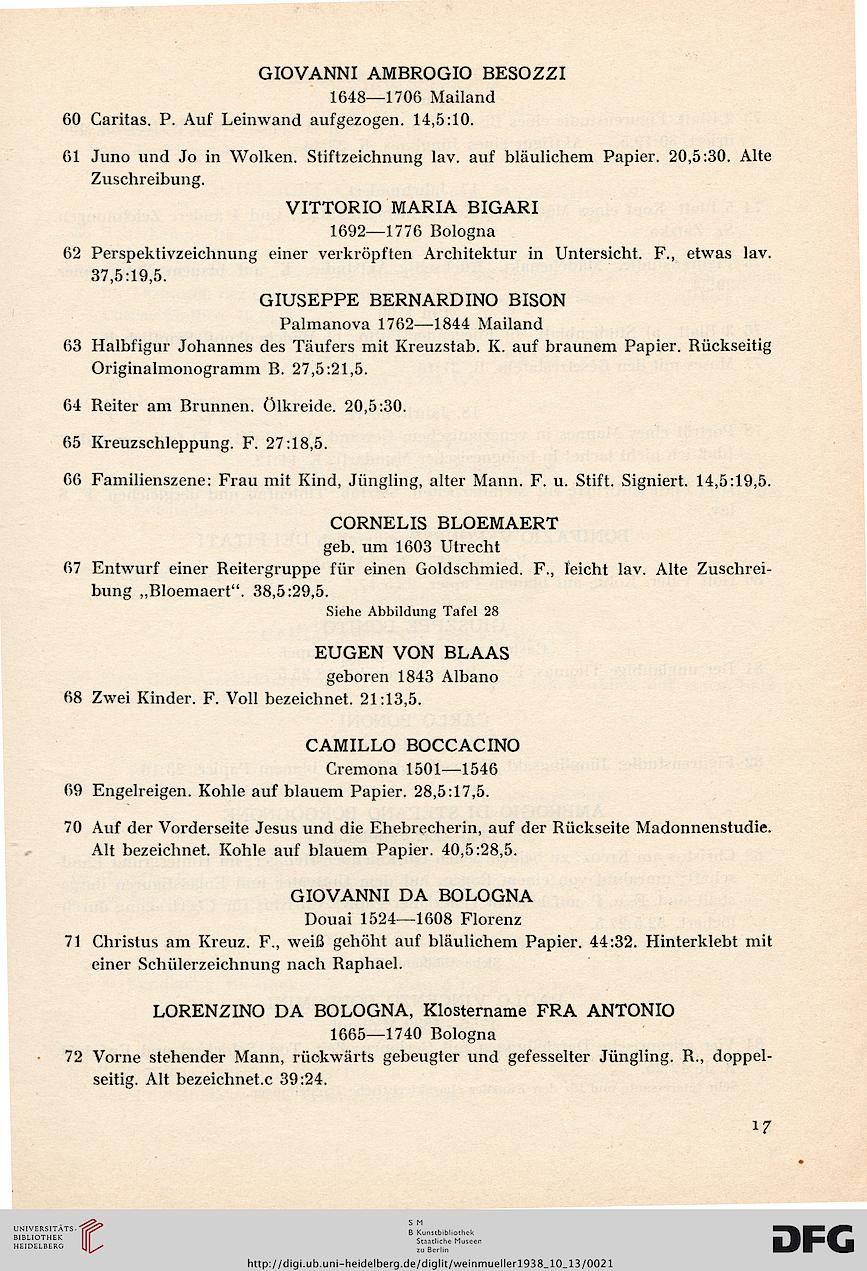 GIOVANNI AMBROGIO BESOZZI
1648—1706 Mailand
60 Caritas. P. Auf Leinwand aufgezogen. 14,5:10.
61 Juno und Jo in Wolken. Stiftzeichnung lav. auf bläulichem Papier. 20,5:30. Alte
Zuschreibung.
VITTORIO MARIA BIGARI
1692—1776 Bologna
62 Perspektivzeichnung einer verkröpften Architektur in Untersicht. F., etwas lav.
37,5:19,5.
GIUSEPPE BERNARDINO BISON
Palmanova 1762—1844 Mailand
63 Halbfigur Johannes des Täufers mit Kreuzstab. K. auf braunem Papier. Rückseitig
Originalmonogramm B. 27,5:21,5.
64 Reiter am Brunnen. Ölkreide. 20,5:30.
65 Kreuzschleppung. F. 27:18,5.
66 Familienszene: Frau mit Kind, Jüngling, alter Mann. F. u. Stift. Signiert. 14,5:19,5.
CORNELIS BLOEMAERT
geb. um 1603 Utrecht
67 Entwurf einer Reitergruppe für einen Goldschmied. F., leicht lav. Alte Zuschrei-
bung „Bloemaert“. 38,5:29,5.
Siehe Abbildung Tafel 28
EUGEN VON BLAAS
geboren 1843 Albano
68 Zwei Kinder. F. Voll bezeichnet. 21:13,5.
CAMILLO BOCCACINO
Cremona 1501—1546
69 Engelreigen. Kohle auf blauem Papier. 28,5:17,5.
70 Auf der Vorderseite Jesus und die Ehebrecherin, auf der Rückseite Madonnenstudie.
Alt bezeichnet. Kohle auf blauem Papier. 40,5:28,5.
GIOVANNI DA BOLOGNA
Douai 1524—1608 Florenz
71 Christus am Kreuz. F., weiß gehöht auf bläulichem Papier. 44:32. Hinterklebt mit
einer Schülerzeichnung nach Raphael.
LORENZINO DA BOLOGNA, Klostername FRA ANTONIO
1665—1740 Bologna
72 Vorne stehender Mann, rückwärts gebeugter und gefesselter Jüngling. R., doppel-
seitig. Alt bezeichnet.c 39:24.
17
UNIVERSITÄTS-
BIBLIOTHEK
HEIDELBERG
S M
B Kunstbibliothek
Staatliche Museen
zu Berlin
DFG
http://digi.ub.uni-heidelberg.de/diglit/weinmueller1938_10_13/0021